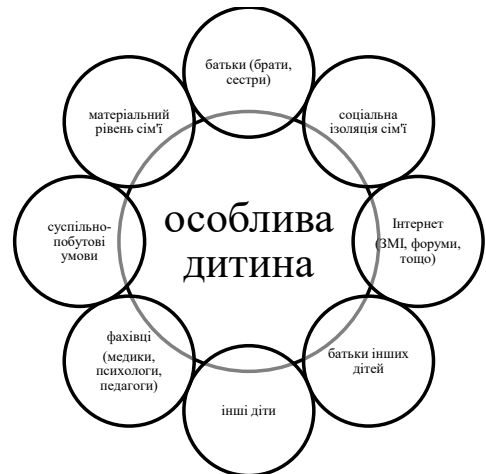 батьки (брати,
сестри)
соціальна
ізоляція сім'ї
Інтернет
(ЗМІ, форуми,
тощо)
батьки інших
дітей
інші діти
фахівці
(медики,
психологи,
педагоги)
суспільно-
побутові
умови
матеріальний
рівень сім'ї
особлива
дитина